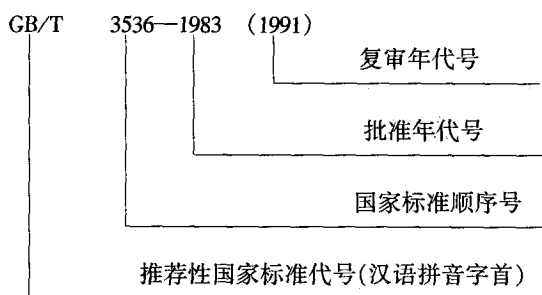 GB/T 3536—1983 (1991)
复审年代号
批准年代号
国家标准顺序号
推荐性国家标准代号(汉语拼音字首)